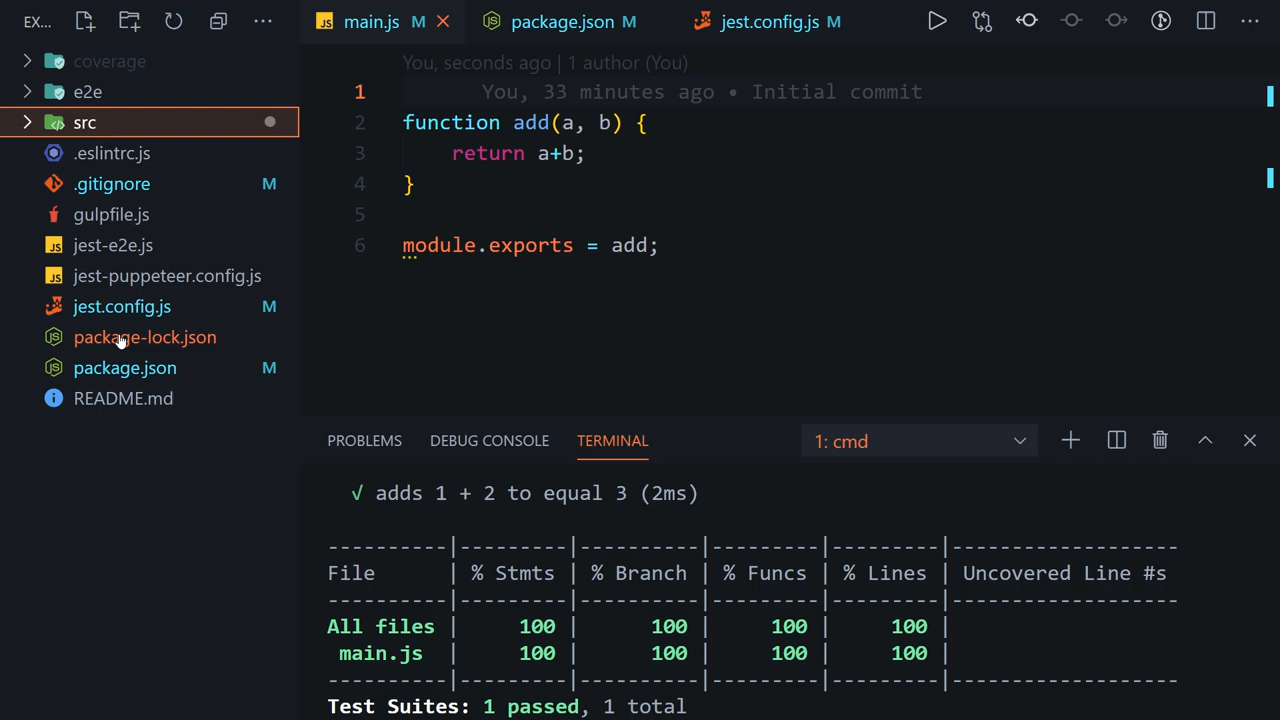 EX...
coverage
e2e
src
.eslintrc.js
.gitignore M
gulpfile.js
jest-e2e.js
jest-puppeteer.config.js
jest.config.js M
package-lock.json
package.json M
README.md
main.js M
package.json M
jest.config.js M
You, seconds ago | 1 author (You)
1 You, 33 minutes ago • Initial commit
2 function add(a, b) {
3 return a+b;
4 }
5
6 module.exports = add;
PROBLEMS DEBUG CONSOLE TERMINAL 1: cmd
√ adds 1 + 2 to equal 3 (2ms)
----------|---------|----------|---------|---------|-------------------
File | % Stmts | % Branch | % Funcs | % Lines | Uncovered Line #s
----------|---------|----------|---------|---------|-------------------
All files | 100 | 100 | 100 | 100 |
main.js | 100 | 100 | 100 | 100 |
----------|---------|----------|---------|---------|-------------------
Test Suites: 1 passed, 1 total